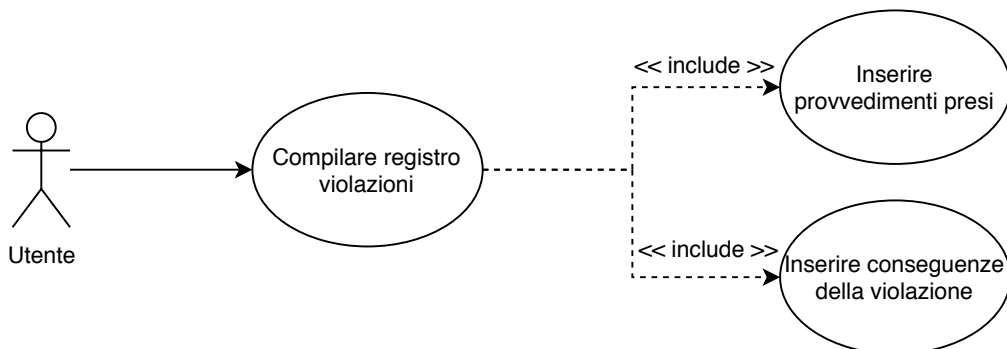 Utente
Compilare registro
violazioni
<< include >>
Inserire
provvedimenti presi
<< include >>
Inserire conseguenze
della violazione